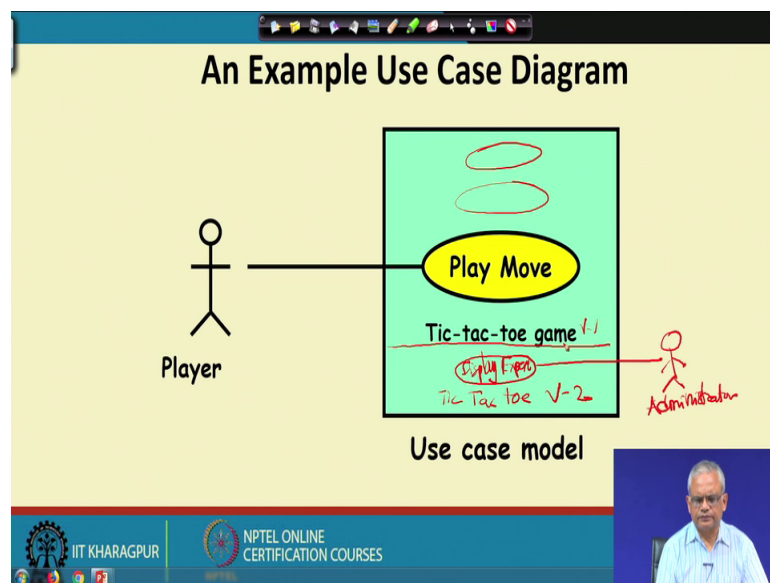 An Example Use Case Diagram
Play Move
Tic-tac-toe game V-1
Display Expert
Tic Tac toe V-2
Player
Administrator
Use case model
IIT KHARAGPUR
NPTEL ONLINE
CERTIFICATION COURSES
NPTEL